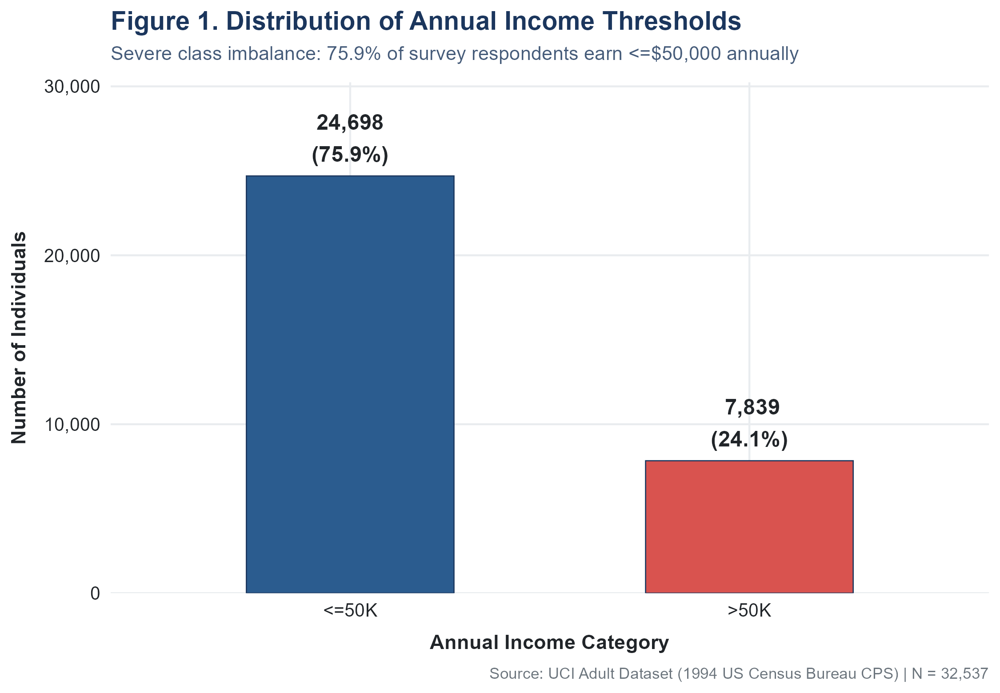 Figure 1. Distribution of Annual Income Thresholds
Severe class imbalance: 75.9% of survey respondents earn <=$50,000 annually
30,000
20,000
10,000
0
Number of Individuals
24,698
(75.9%)
7,839
(24.1%)
<=50K
>50K
Annual Income Category
Source: UCI Adult Dataset (1994 US Census Bureau CPS) | N = 32,537